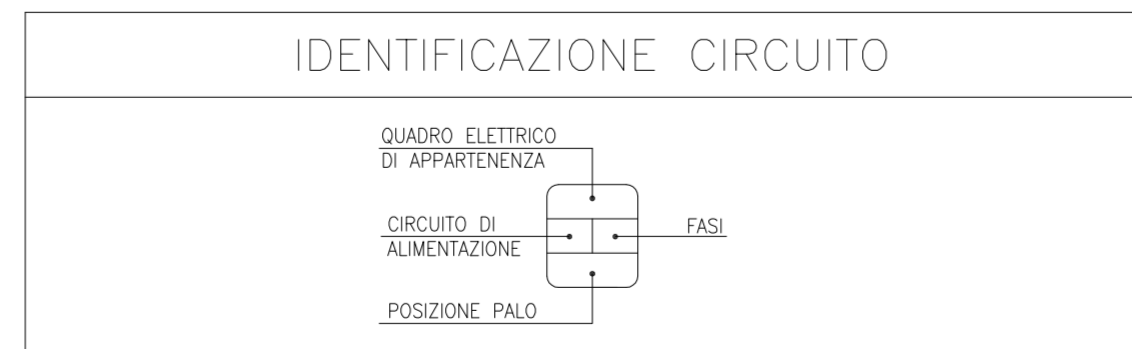 IDENTIFICAZIONE CIRCUITO
QUADRO ELETTRICO
DI APPARTENENZA
CIRCUITO DI
ALIMENTAZIONE
FASI
POSIZIONE PALO